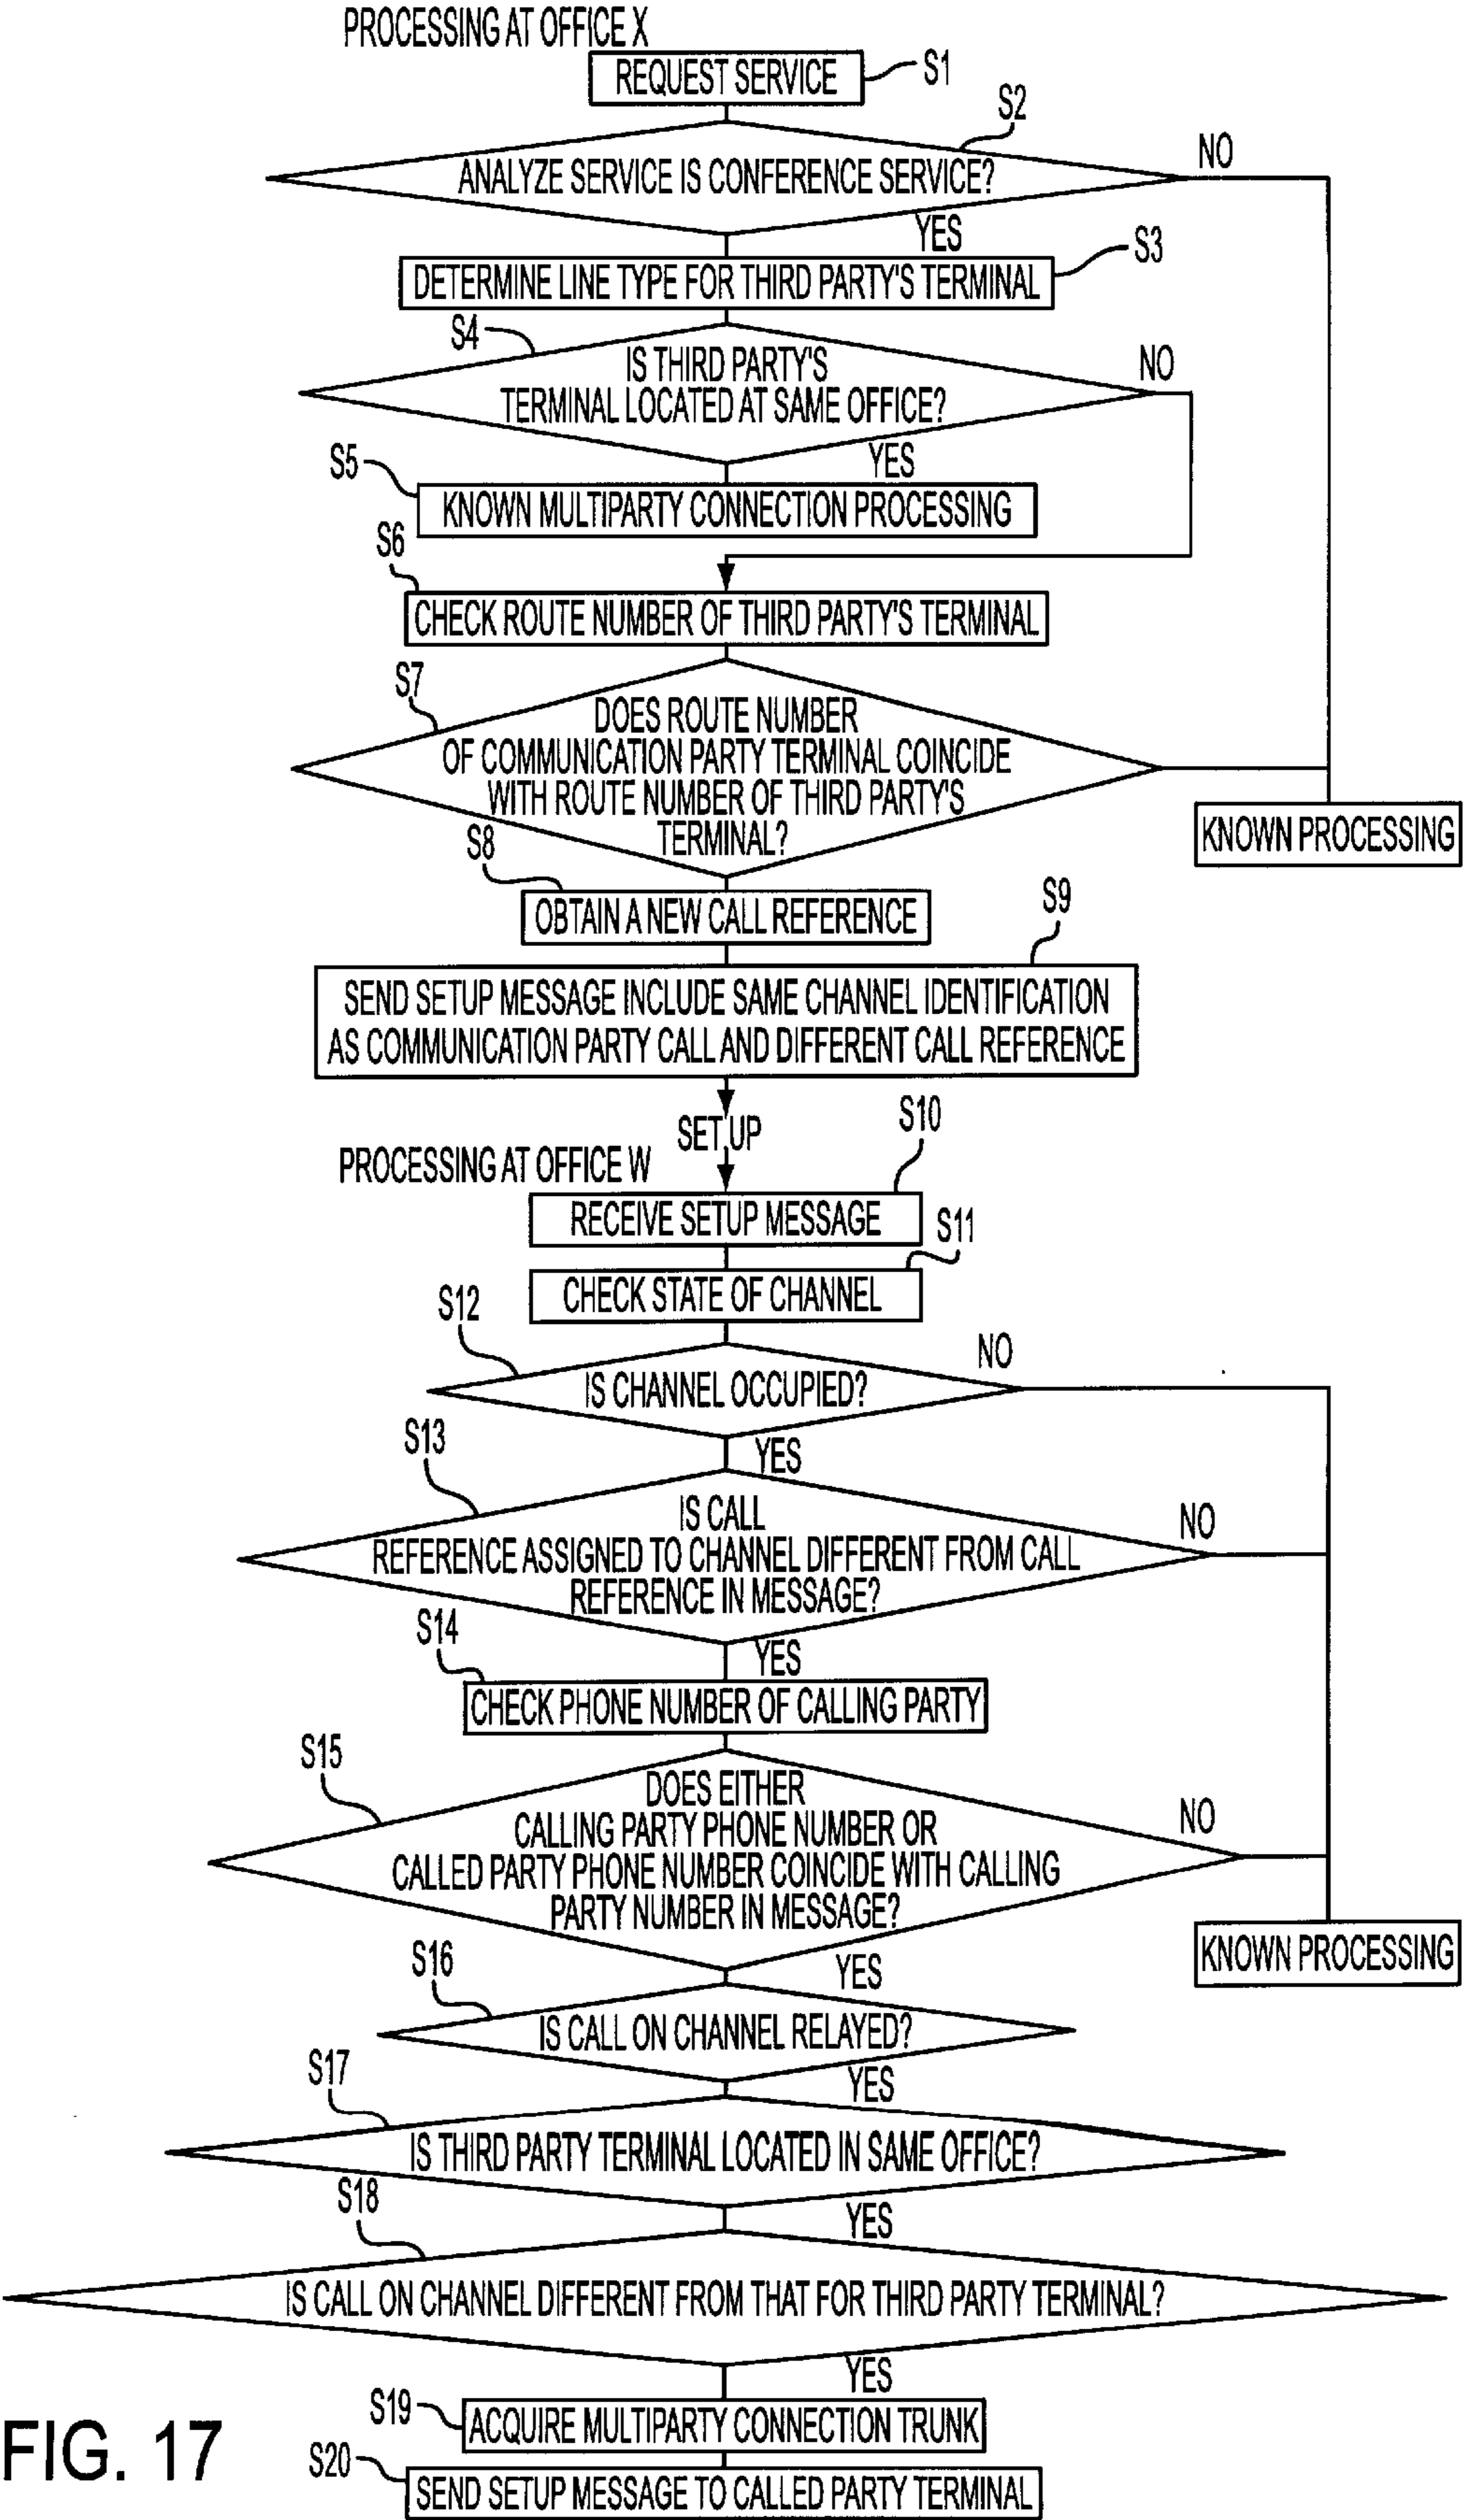 PROCESSING AT OFFICE X
REQUEST SERVICE
S1
S2
ANALYZE SERVICE IS CONFERENCE SERVICE?
NO
YES
S3
DETERMINE LINE TYPE FOR THIRD PARTY'S TERMINAL
S4
IS THIRD PARTY'S
TERMINAL LOCATED AT SAME OFFICE?
NO
YES
S5
KNOWN MULTIPARTY CONNECTION PROCESSING
S6
CHECK ROUTE NUMBER OF THIRD PARTY'S TERMINAL
S7
DOES ROUTE NUMBER
OF COMMUNICATION PARTY TERMINAL COINCIDE
WITH ROUTE NUMBER OF THIRD PARTY'S
TERMINAL?
KNOWN PROCESSING
S8
OBTAIN A NEW CALL REFERENCE
S9
SEND SETUP MESSAGE INCLUDE SAME CHANNEL IDENTIFICATION
AS COMMUNICATION PARTY CALL AND DIFFERENT CALL REFERENCE
SET UP
PROCESSING AT OFFICE W
S10
RECEIVE SETUP MESSAGE
S11
CHECK STATE OF CHANNEL
S12
IS CHANNEL OCCUPIED?
NO
YES
S13
IS CALL
REFERENCE ASSIGNED TO CHANNEL DIFFERENT FROM CALL
REFERENCE IN MESSAGE?
NO
YES
S14
CHECK PHONE NUMBER OF CALLING PARTY
S15
DOES EITHER
CALLING PARTY PHONE NUMBER OR
CALLED PARTY PHONE NUMBER COINCIDE WITH CALLING
PARTY NUMBER IN MESSAGE?
NO
KNOWN PROCESSING
YES
S16
IS CALL ON CHANNEL RELAYED?
YES
S17
IS THIRD PARTY TERMINAL LOCATED IN SAME OFFICE?
YES
S18
IS CALL ON CHANNEL DIFFERENT FROM THAT FOR THIRD PARTY TERMINAL?
YES
S19
ACQUIRE MULTIPARTY CONNECTION TRUNK
S20
SEND SETUP MESSAGE TO CALLED PARTY TERMINAL
FIG. 17